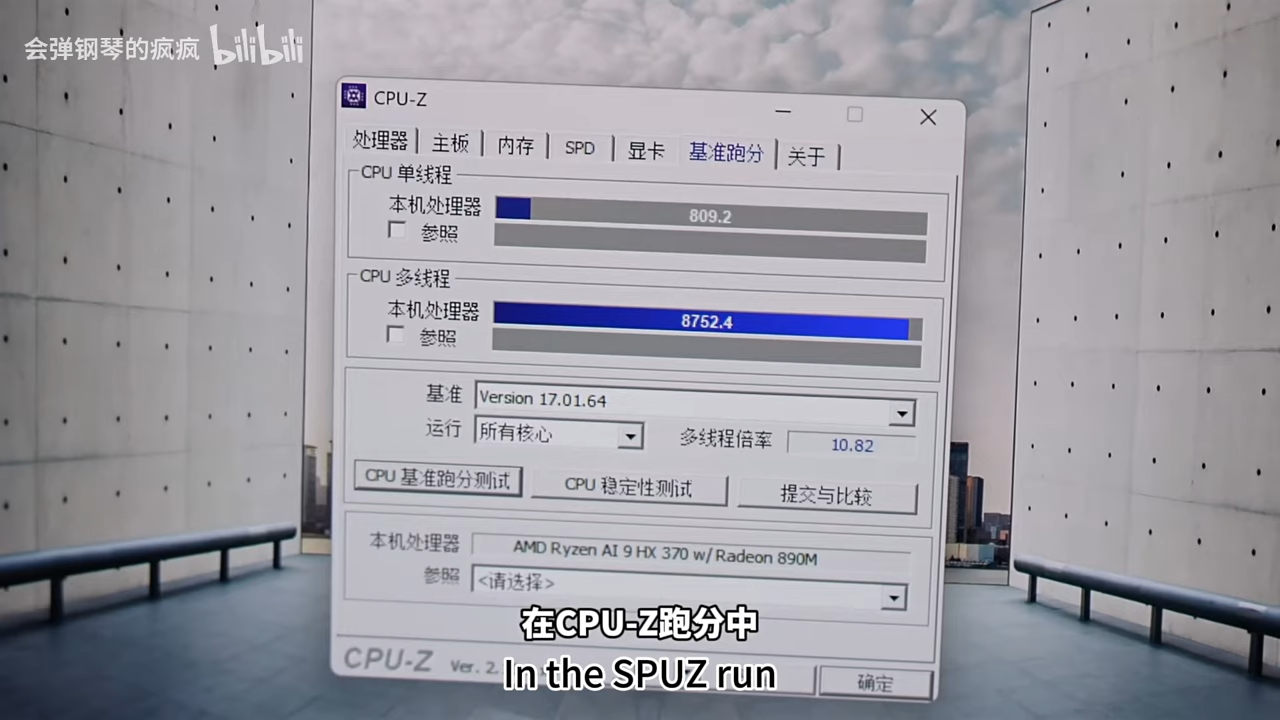 会弹钢琴的疯疯 bilibili
CPU-Z
处理器 主板 内存 SPD 显卡 基准跑分 关于
CPU 单线程
本机处理器 809.2
参照
CPU 多线程
本机处理器 8752.4
参照
基准 Version 17.01.64
运行 所有核心 多线程倍率 10.82
CPU 基准跑分测试 CPU 稳定性测试 提交与比较
本机处理器 AMD Ryzen AI 9 HX 370 w/ Radeon 890M
参照 <请选择>
在CPU-Z跑分中
CPU-Z Ver. 2. 确定
In the SPUZ run